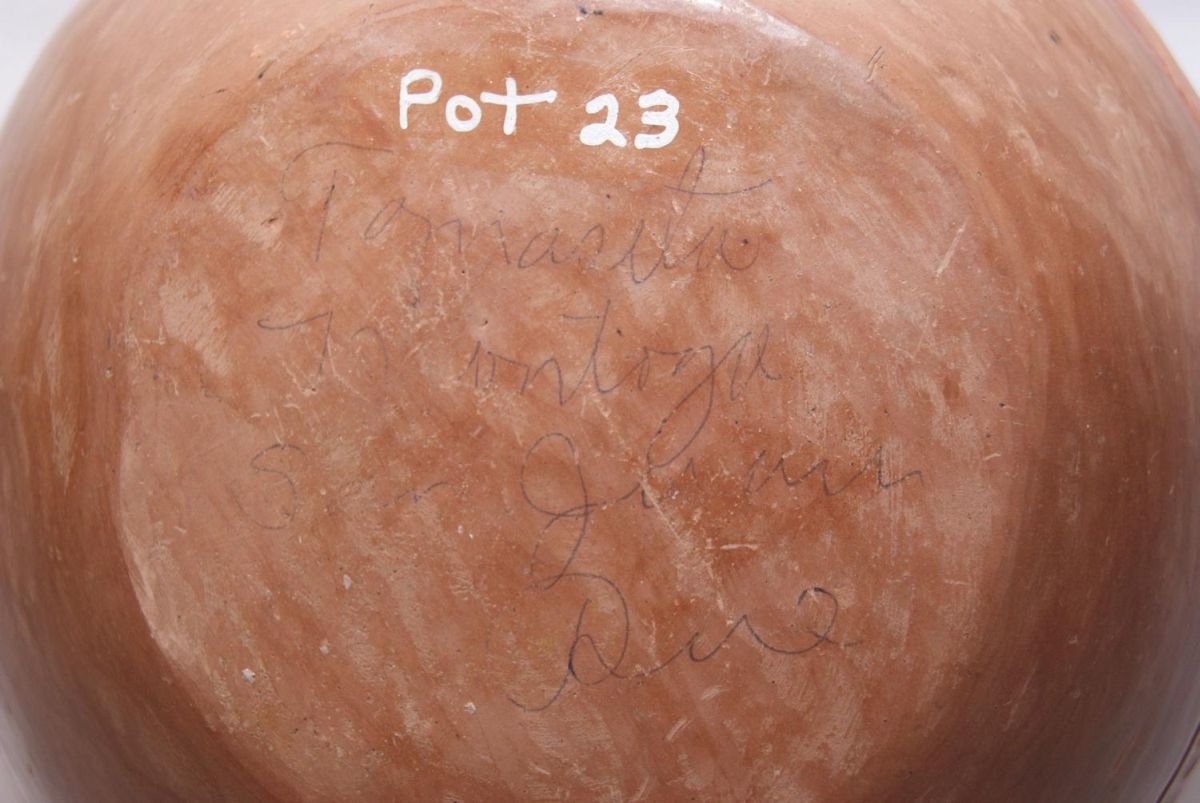 Pot 23
Tomasita
Montoya
San Juan
Pue